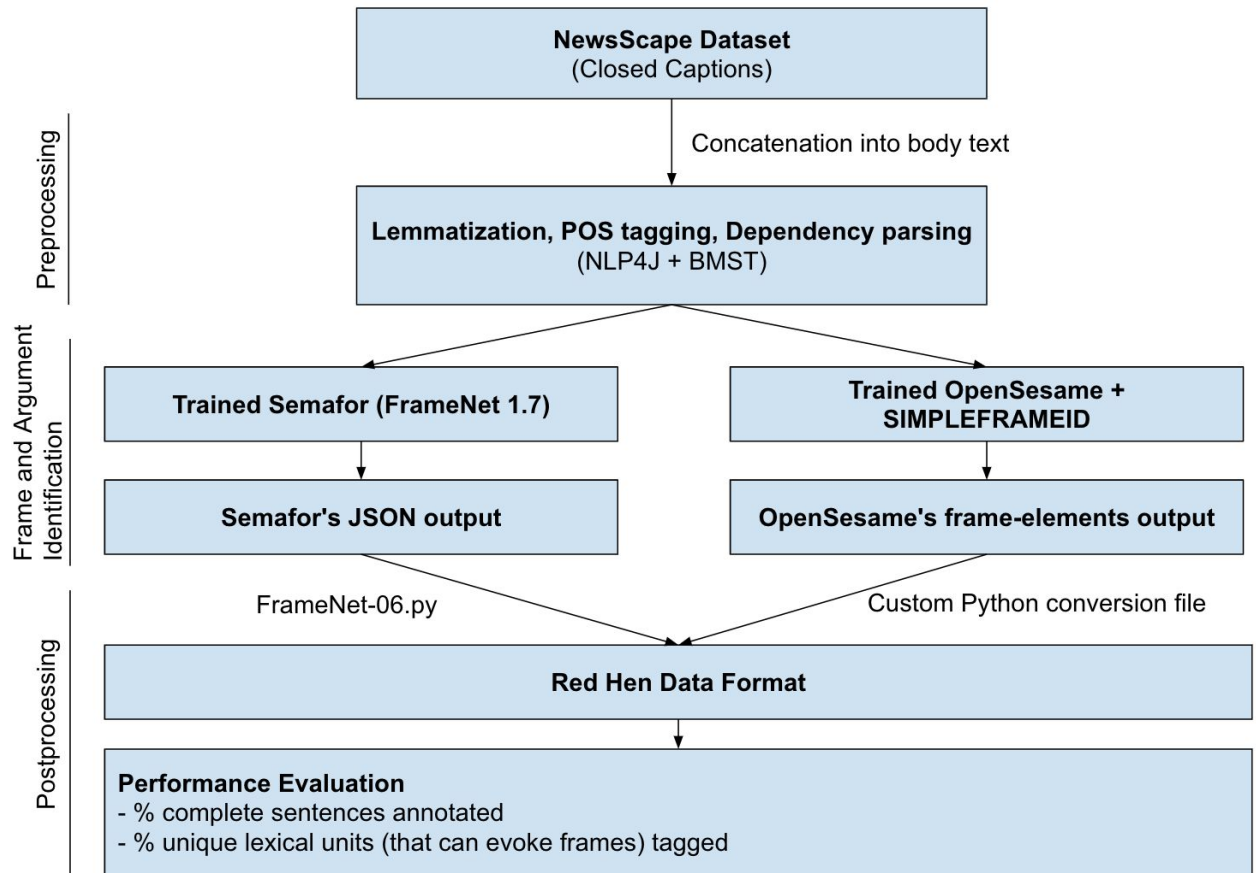 NewsScape Dataset
(Closed Captions)
Preprocessing
Concatenation into body text
Lemmatization, POS tagging, Dependency parsing
(NLP4J + BMST)
Frame and Argument
Identification
Trained Semafor (FrameNet 1.7)
Trained OpenSesame +
SIMPLEFRAMEID
Semafor's JSON output
OpenSesame's frame-elements output
Postprocessing
FrameNet-06.py
Custom Python conversion file
Red Hen Data Format
Performance Evaluation
- % complete sentences annotated
- % unique lexical units (that can evoke frames) tagged